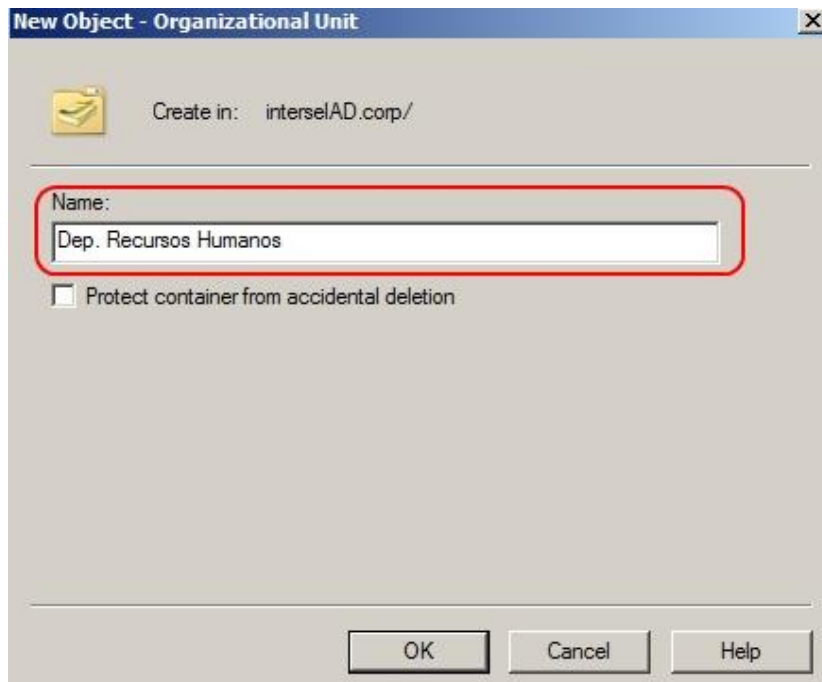 New Object - Organizational Unit
Create in: interselAD.corp/
Name:
Dep. Recursos Humanos
Protect container from accidental deletion
OK Cancel Help